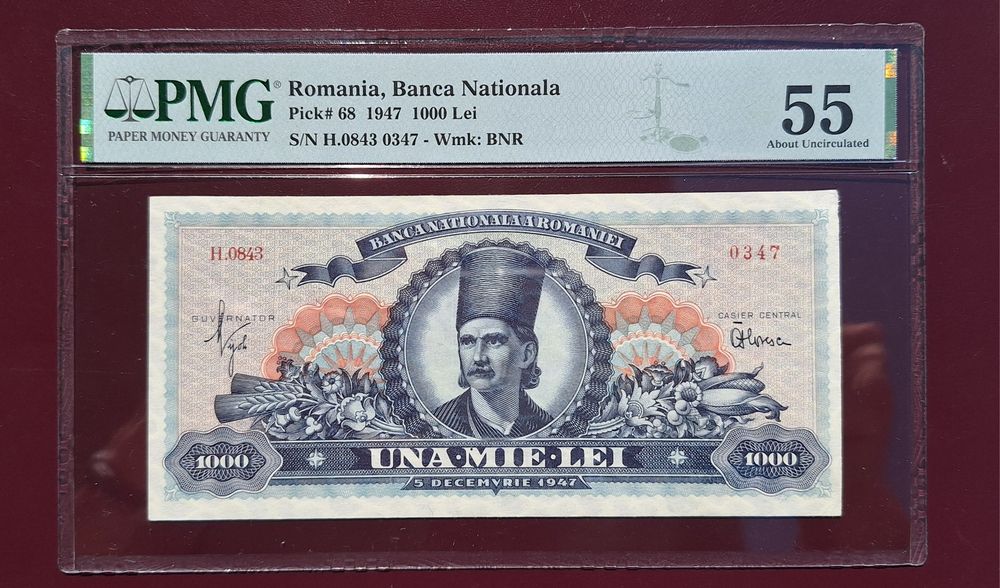 PMG®
PAPER MONEY GUARANTY
Romania, Banca Nationala
Pick# 68 1947 1000 Lei
S/N H.0843 0347 - Wmk: BNR
55
About Uncirculated
BANCA NATIONALA A ROMANIEI
H.0843
0347
GUVERNATOR
CASIER CENTRAL
1000
UNA·MIE·LEI
1000
5 DECEMVRIE 1947